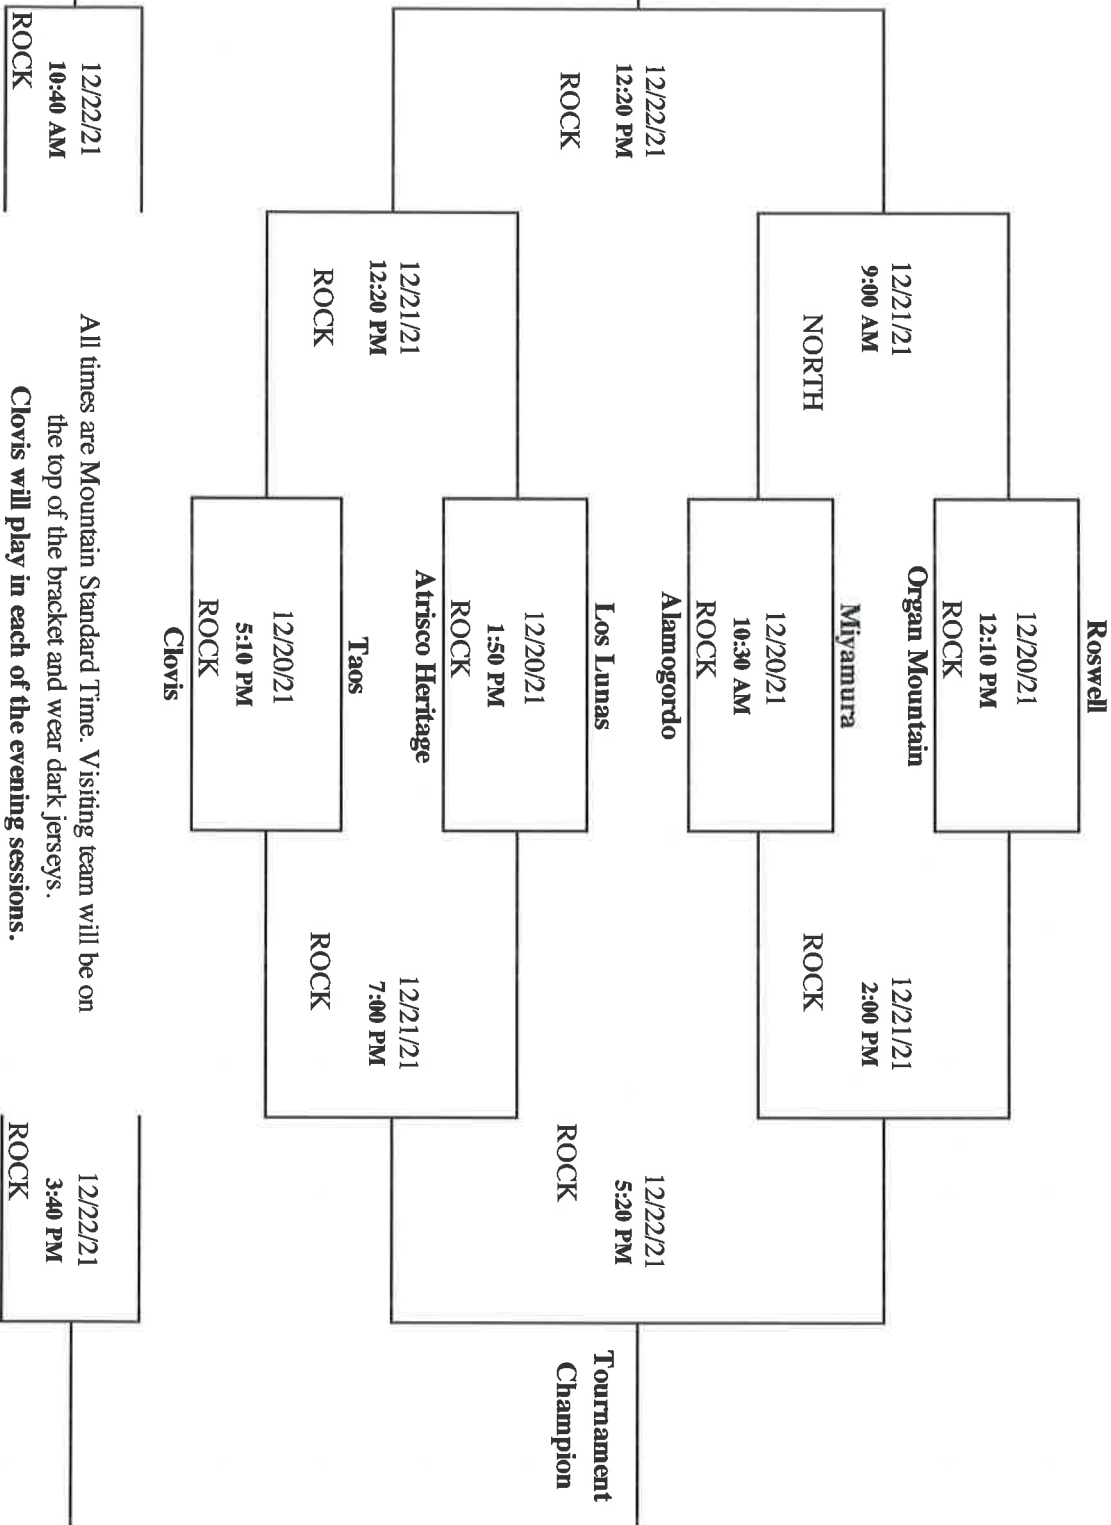 Roswell
12/20/21
12:10 PM
ROCK
Organ Mountain
12/21/21
9:00 AM
NORTH
12/21/21
2:00 PM
ROCK
Miyamura
12/20/21
10:30 AM
ROCK
Alamogordo
12/22/21
12:20 PM
ROCK
12/22/21
5:20 PM
ROCK
Tournament
Champion
Los Lunas
12/20/21
1:50 PM
ROCK
Atrisco Heritage
12/21/21
12:20 PM
ROCK
12/21/21
7:00 PM
ROCK
Taos
12/20/21
5:10 PM
ROCK
Clovis
12/22/21
10:40 AM
ROCK
12/22/21
3:40 PM
ROCK
All times are Mountain Standard Time. Visiting team will be on
the top of the bracket and wear dark jerseys.
Clovis will play in each of the evening sessions.